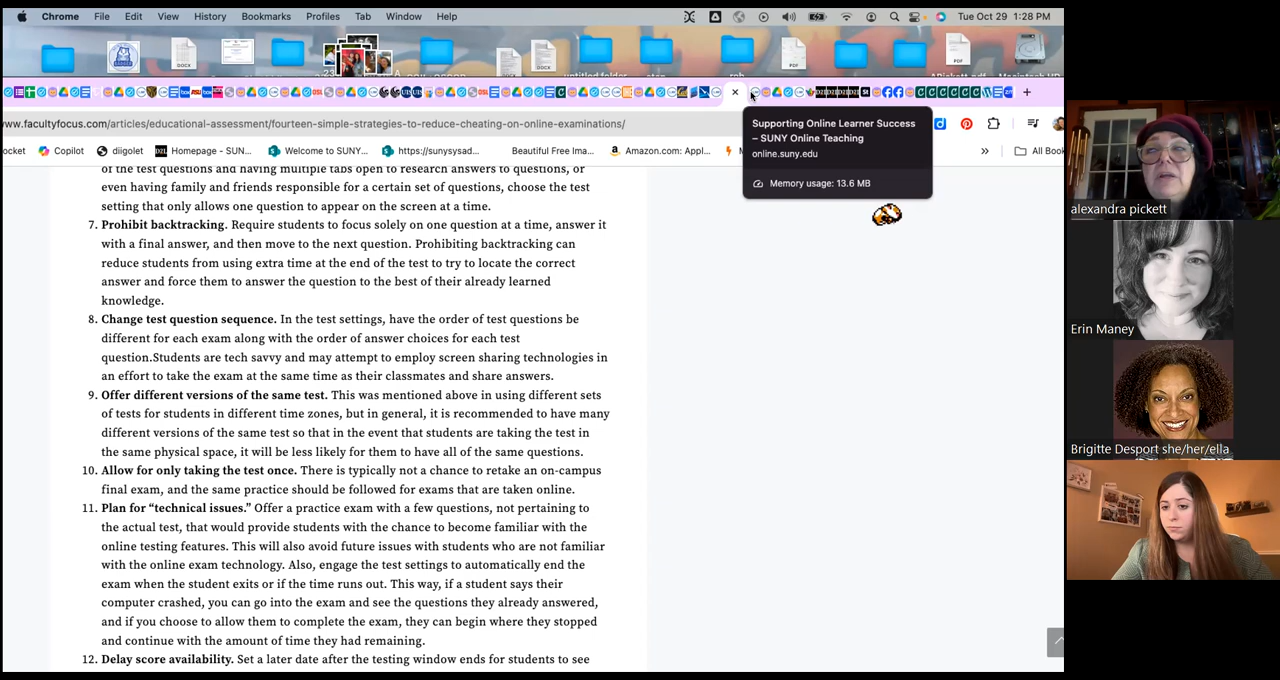 Chrome File Edit View History Bookmarks Profiles Tab Window Help
Tue Oct 29 1:28 PM
DOCX
DOCX
untitled folder
PDF
PDF
ww.factyfocus.com/articles/educational-assessment/fourteen-simple-strategies-to-reduce-cheating-on-online-examinations/
ocket Copilot diigolet Homepage - SUN... Welcome to SUNY... https://sunysysad... Beautiful Free Ima... Amazon.com: Appl... » All Book
Supporting Online Learner Success
– SUNY Online Teaching
online.suny.edu
Memory usage: 13.6 MB
of the test questions and having multiple tabs open to research answers to questions, or
even having family and friends responsible for a certain set of questions, choose the test
setting that only allows one question to appear on the screen at a time.
7. Prohibit backtracking. Require students to focus solely on one question at a time, answer it
with a final answer, and then move to the next question. Prohibiting backtracking can
reduce students from using extra time at the end of the test to try to locate the correct
answer and force them to answer the question to the best of their already learned
knowledge.
8. Change test question sequence. In the test settings, have the order of test questions be
different for each exam along with the order of answer choices for each test
question.Students are tech savvy and may attempt to employ screen sharing technologies in
an effort to take the exam at the same time as their classmates and share answers.
9. Offer different versions of the same test. This was mentioned above in using different sets
of tests for students in different time zones, but in general, it is recommended to have many
different versions of the same test so that in the event that students are taking the test in
the same physical space, it will be less likely for them to have all of the same questions.
10. Allow for only taking the test once. There is typically not a chance to retake an on-campus
final exam, and the same practice should be followed for exams that are taken online.
11. Plan for “technical issues.” Offer a practice exam with a few questions, not pertaining to
the actual test, that would provide students with the chance to become familiar with the
online testing features. This will also avoid future issues with students who are not familiar
with the online exam technology. Also, engage the test settings to automatically end the
exam when the student exits or if the time runs out. This way, if a student says their
computer crashed, you can go into the exam and see the questions they already answered,
and if you choose to allow them to complete the exam, they can begin where they stopped
and continue with the amount of time they had remaining.
12. Delay score availability. Set a later date after the testing window ends for students to see
alexandra pickett
Erin Maney
Brigitte Desport she/her/ella